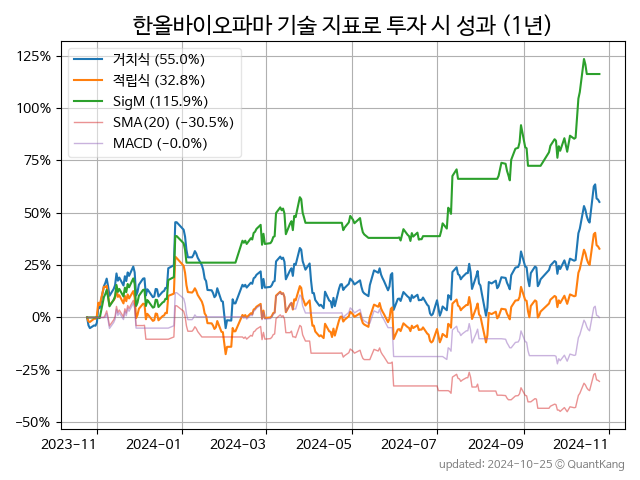 한올바이오파마 기술 지표로 투자 시 성과 (1년)
거치식 (55.0%)
적립식 (32.8%)
SigM (115.9%)
SMA(20) (−30.5%)
MACD (−0.0%)
125%
100%
75%
50%
25%
0%
−25%
−50%
2023−11 2024−01 2024−03 2024−05 2024−07 2024−09 2024−11
updated: 2024−10−25 ⓒ QuantKang